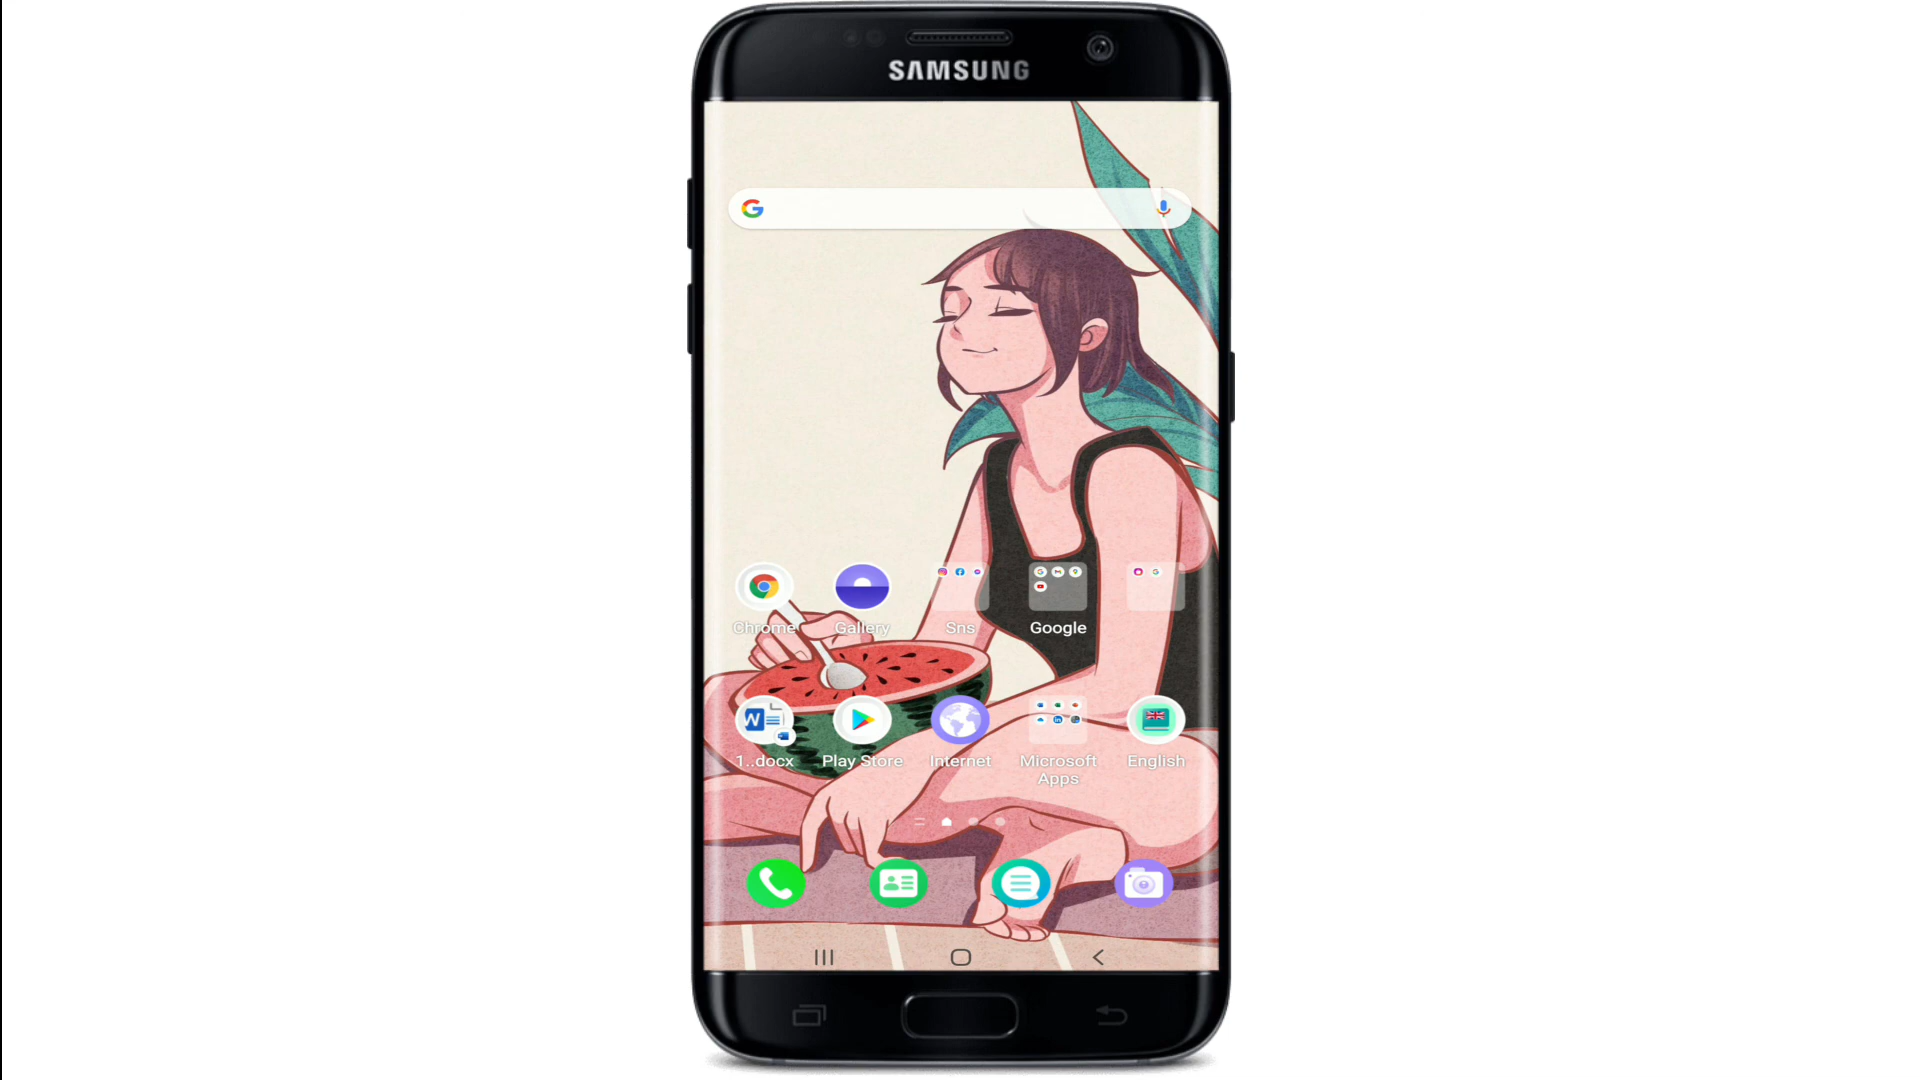 SAMSUNG
Chrome
Gallery
Sns
Google
1..docx
Play Store
Internet
Microsoft Apps
English